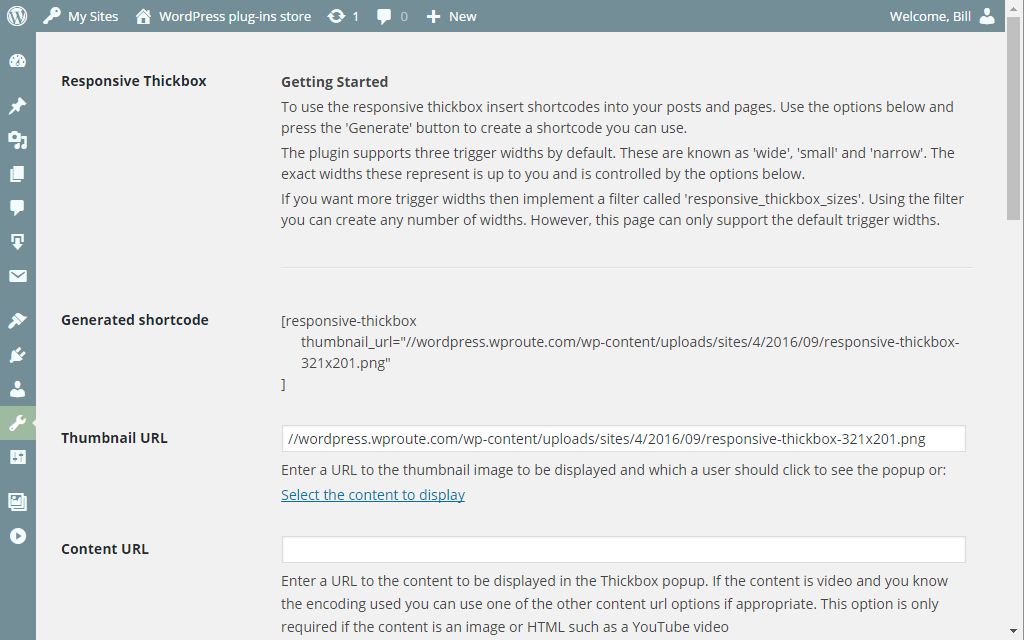 My Sites WordPress plug-ins store 1 0 New Welcome, Bill
Responsive Thickbox
Getting Started
To use the responsive thickbox insert shortcodes into your posts and pages. Use the options below and
press the 'Generate' button to create a shortcode you can use.
The plugin supports three trigger widths by default. These are known as 'wide', 'small' and 'narrow'. The
exact widths these represent is up to you and is controlled by the options below.
If you want more trigger widths then implement a filter called 'responsive_thickbox_sizes'. Using the filter
you can create any number of widths. However, this page can only support the default trigger widths.
Generated shortcode
[responsive-thickbox
thumbnail_url="//wordpress.wproute.com/wp-content/uploads/sites/4/2016/09/responsive-thickbox-
321x201.png"
]
Thumbnail URL
//wordpress.wproute.com/wp-content/uploads/sites/4/2016/09/responsive-thickbox-321x201.png
Enter a URL to the thumbnail image to be displayed and which a user should click to see the popup or:
Select the content to display
Content URL
Enter a URL to the content to be displayed in the Thickbox popup. If the content is video and you know
the encoding used you can use one of the other content url options if appropriate. This option is only
required if the content is an image or HTML such as a YouTube video